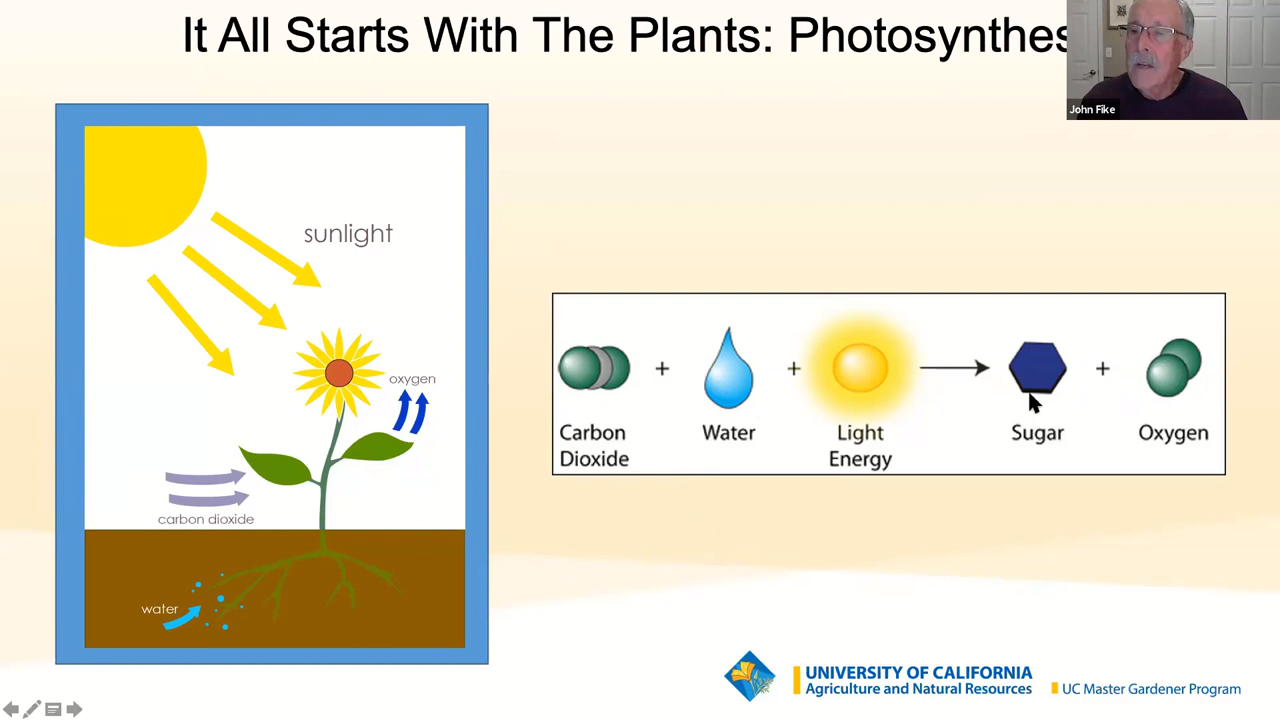 It All Starts With The Plants: Photosynthes
John Fike
sunlight
oxygen
carbon dioxide
water
+ + +
Carbon Dioxide
Water
Light Energy
Sugar
Oxygen
UNIVERSITY OF CALIFORNIA
Agriculture and Natural Resources
UC Master Gardener Program